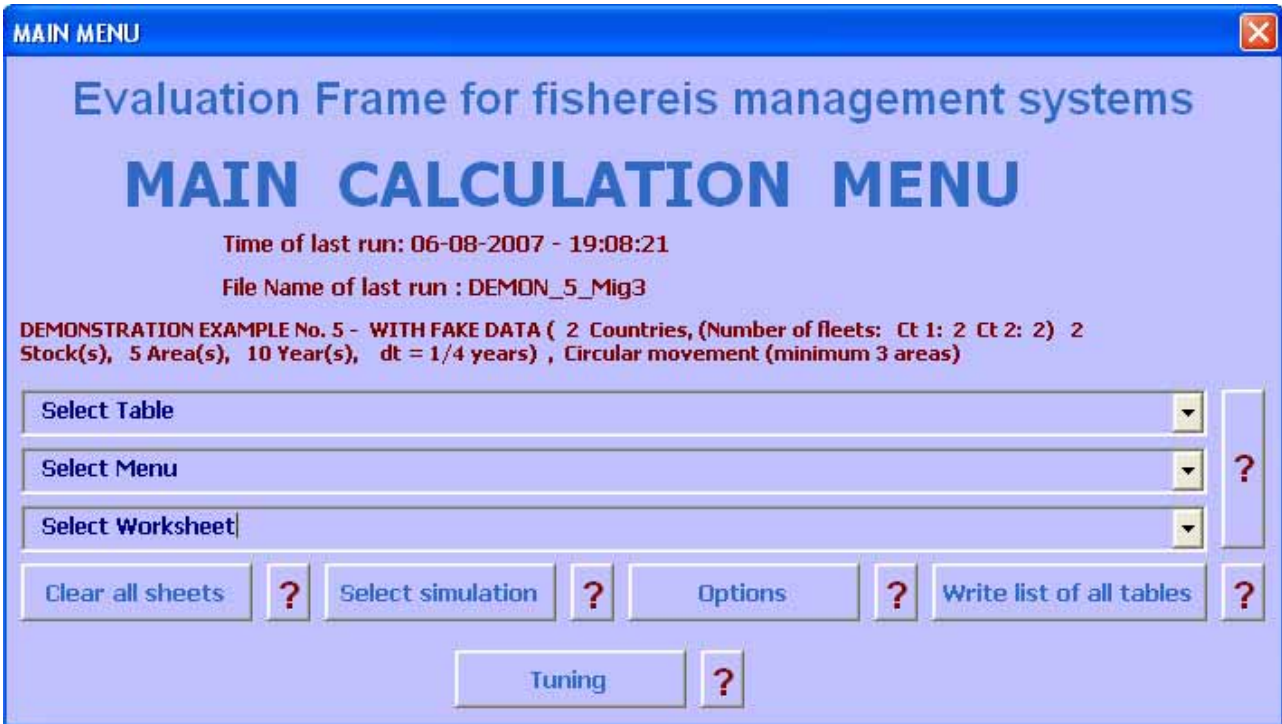 MAIN MENU
Evaluation Frame for fishereis management systems
MAIN CALCULATION MENU
Time of last run: 06-08-2007 - 19:08:21
File Name of last run : DEMON_5_Mig3
DEMONSTRATION EXAMPLE No. 5 - WITH FAKE DATA ( 2 Countries, (Number of fleets: Ct 1: 2 Ct 2: 2) 2
Stock(s), 5 Area(s), 10 Year(s), dt = 1/4 years) , Circular movement (minimum 3 areas)
Select Table
Select Menu
?
Select Worksheet
Clear all sheets ? Select simulation ? Options ? Write list of all tables ?
Tuning ?